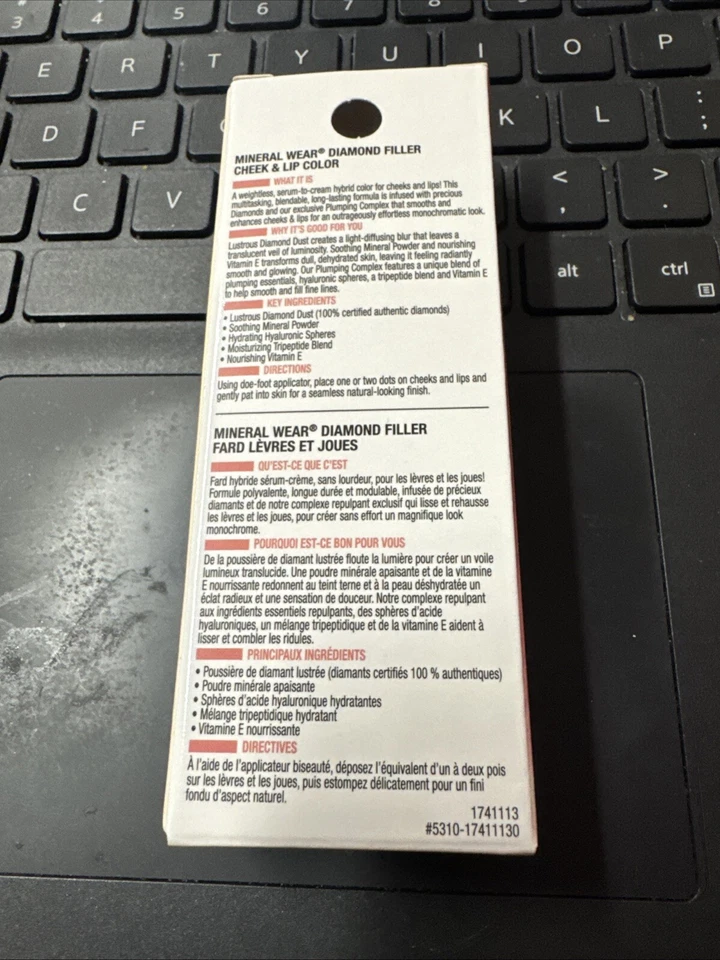 3 4 5 6 7 8
E R T Y U I O P
D F K L : ;
C V < , > .
alt ctrl
MINERAL WEAR® DIAMOND FILLER
CHEEK & LIP COLOR
WHAT IT IS
A weightless, serum-to-cream hybrid color for cheeks and lips! This
multitasking, blendable, long-lasting formula is infused with precious
Diamonds and our exclusive Plumping Complex that smooths and
enhances cheeks & lips for an outrageously effortless monochromatic look.
WHY IT'S GOOD FOR YOU
Lustrous Diamond Dust creates a light-diffusing blur that leaves a
translucent veil of luminosity. Soothing Mineral Powder and nourishing
Vitamin E transforms dull, dehydrated skin, leaving it feeling radiantly
smooth and glowing. Our Plumping Complex features a unique blend of
plumping essentials, hyaluronic spheres, a tripeptide blend and Vitamin E
to help smooth and fill fine lines.
KEY INGREDIENTS
• Lustrous Diamond Dust (100% certified authentic diamonds)
• Soothing Mineral Powder
• Hydrating Hyaluronic Spheres
• Moisturizing Tripeptide Blend
• Nourishing Vitamin E
DIRECTIONS
Using doe-foot applicator, place one or two dots on cheeks and lips and
gently pat into skin for a seamless natural-looking finish.
MINERAL WEAR® DIAMOND FILLER
FARD LÈVRES ET JOUES
QU'EST-CE QUE C'EST
Fard hybride sérum-crème, sans lourdeur, pour les lèvres et les joues!
Formule polyvalente, longue durée et modulable, infusée de précieux
diamants et de notre complexe repulpant exclusif qui lisse et rehausse
les lèvres et les joues, pour créer sans effort un magnifique look
monochrome.
POURQUOI EST-CE BON POUR VOUS
De la poussière de diamant lustrée floute la lumière pour créer un voile
lumineux translucide. Une poudre minérale apaisante et de la vitamine
E nourrissante redonnent au teint terne et à la peau déshydratée un
éclat radieux et une sensation de douceur. Notre complexe repulpant
aux ingrédients essentiels repulpants, des sphères d'acide
hyaluroniques, un mélange tripeptidique et de la vitamine E aident à
lisser et combler les ridules.
PRINCIPAUX INGRÉDIENTS
• Poussière de diamant lustrée (diamants certifiés 100 % authentiques)
• Poudre minérale apaisante
• Sphères d'acide hyaluronique hydratantes
• Mélange tripeptidique hydratant
• Vitamine E nourrissante
DIRECTIVES
À l'aide de l'applicateur biseauté, déposez l'équivalent d'un à deux pois
sur les lèvres et les joues, puis estompez délicatement pour un fini
fondu d'aspect naturel.
1741113
#5310-17411130